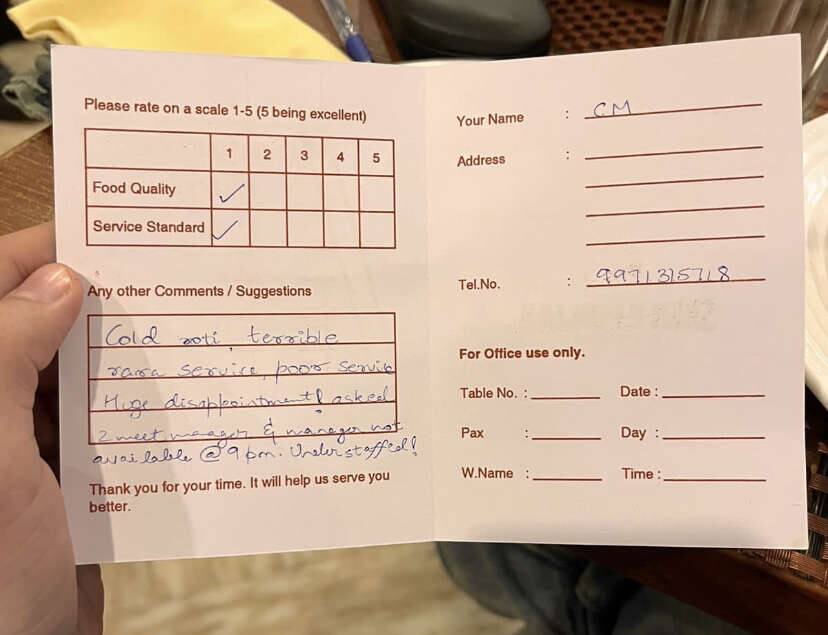 Please rate on a scale 1-5 (5 being excellent)
1 2 3 4 5
Food Quality ✓
Service Standard ✓
Any other Comments / Suggestions
Cold roti, terrible
rara service, poor service
Huge disappointment! asked
2 meet maager & manager not
available @ 9 pm. Understaffed!
Thank you for your time. It will help us serve you
better.
Your Name : CM
Address :
Tel.No. : 9971315718
For Office use only.
Table No. : Date :
Pax : Day :
W.Name : Time :